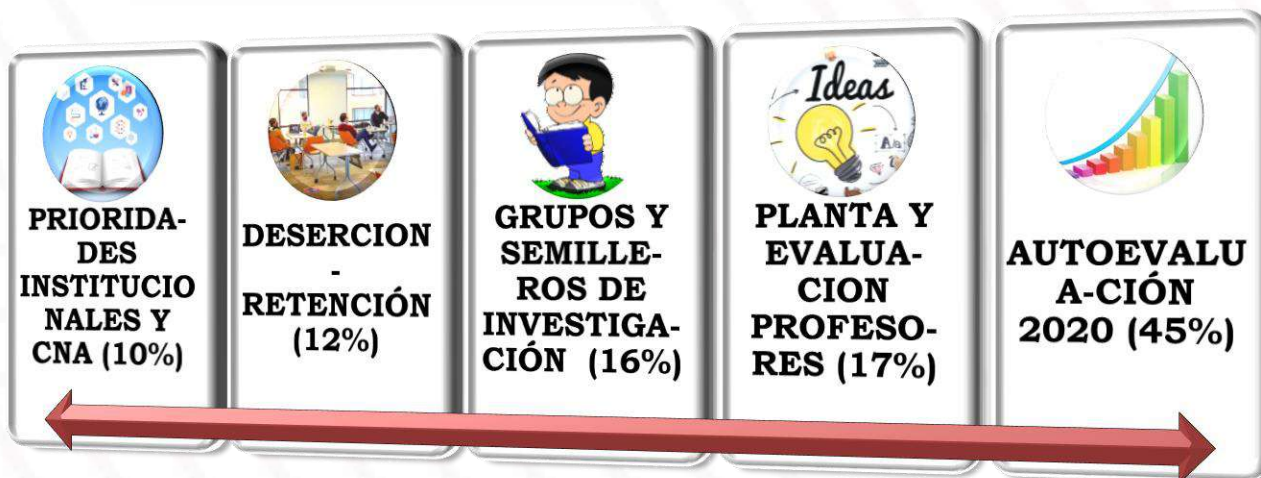 PRIORIDA-
DES
INSTITUCIO
NALES Y
CNA (10%)
DESERCION
-
RETENCIÓN
(12%)
GRUPOS Y
SEMILLE-
ROS DE
INVESTIGA-
CIÓN (16%)
Ideas
PLANTA Y
EVALUA-
CION
PROFESO-
RES (17%)
AUTOEVALU
A-CIÓN
2020 (45%)